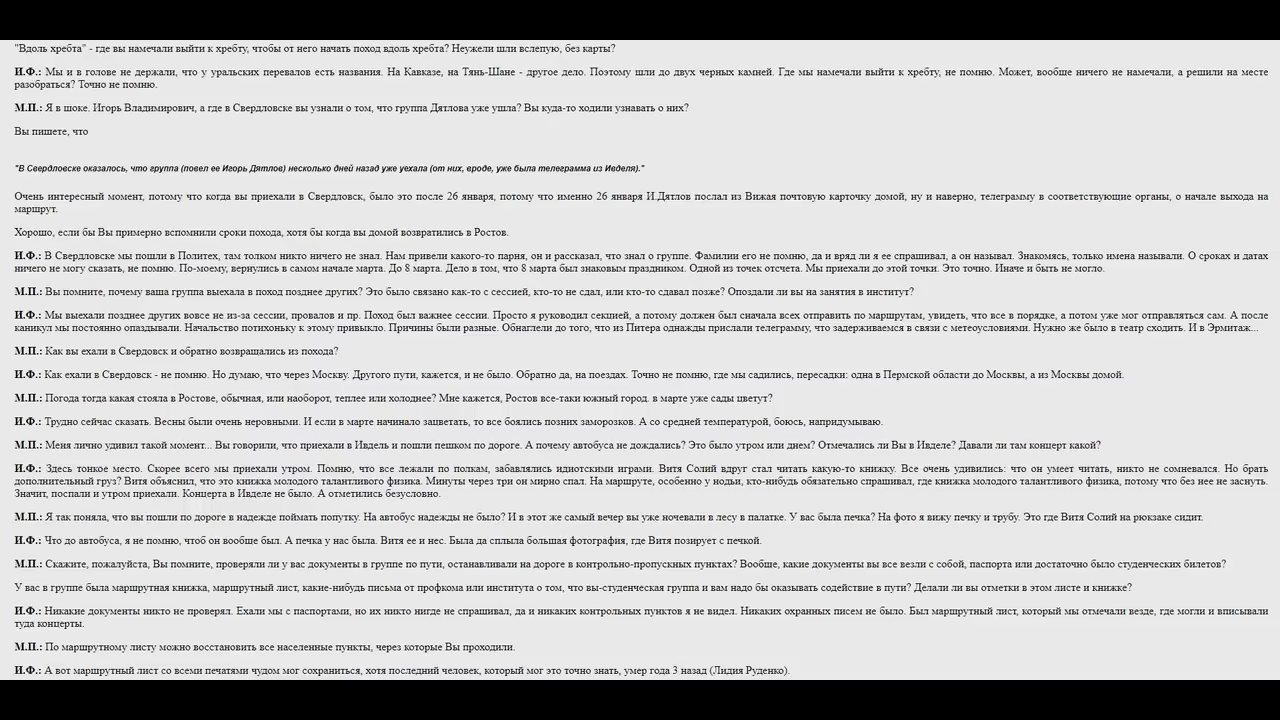 "Вдоль хребта" - где вы намечали выйти к хребту, чтобы от него начать поход вдоль хребта? Неужели шли вслепую, без карты?
И.Ф.: Мы и в голове не держали, что у уральских перевалов есть названия. На Кавказе, на Тянь-Шане - другое дело. Поэтому шли до двух черных камней. Где мы намечали выйти к хребту, не помню. Может, вообще ничего не намечали, а решили на месте
разобраться? Точно не помню.
М.П.: Я в шоке. Игорь Владимирович, а где в Свердловске вы узнали о том, что группа Дятлова уже ушла? Вы куда-то ходили узнавать о них?
Вы пишете, что
"В Свердловске оказалось, что группа (повел ее Игорь Дятлов) несколько дней назад уже уехала (от них, вроде, уже была телеграмма из Ивделя)."
Очень интересный момент, потому что когда вы приехали в Свердловск, было это после 26 января, потому что именно 26 января И.Дятлов послал из Вижая почтовую карточку домой, ну и наверно, телеграмму в соответствующие органы, о начале выхода на
маршрут.
Хорошо, если бы Вы примерно вспомнили сроки похода, хотя бы когда вы домой возвратились в Ростов.
И.Ф.: В Свердловске мы пошли в Политех, там толком никто ничего не знал. Нам привели какого-то парня, он и рассказал, что знал о группе. Фамилии его не помню, да и вряд ли я ее спрашивал, а он называл. Знакомясь, только имена называли. О сроках и датах
ничего не могу сказать, не помню. По-моему, вернулись в самом начале марта. До 8 марта. Дело в том, что 8 марта был знаковым праздником. Одной из точек отсчета. Мы приехали до этой точки. Это точно. Иначе и быть не могло.
М.П.: Вы помните, почему ваша группа выехала в поход позднее других? Это было связано как-то с сессией, кто-то не сдал, или кто-то сдавал позже? Опоздали ли вы на занятия в институт?
И.Ф.: Мы выехали позднее других вовсе не из-за сессии, провалов и пр. Поход был важнее сессии. Просто я руководил секцией, а потому должен был сначала всех отправить по маршрутам, увидеть, что все в порядке, а потом уже мог отправляться сам. А после
каникул мы постоянно опаздывали. Начальство потихоньку к этому привыкло. Причины были разные. Обнаглели до того, что из Питера однажды прислали телеграмму, что задерживаемся в связи с метеоусловиями. Нужно же было в театр сходить. И в Эрмитаж...
М.П.: Как вы ехали в Свердовск и обратно возвращались из похода?
И.Ф.: Как ехали в Свердовск - не помню. Но думаю, что через Москву. Другого пути, кажется, и не было. Обратно да, на поездах. Точно не помню, где мы садились, пересадки: одна в Пермской области до Москвы, а из Москвы домой.
М.П.: Погода тогда какая стояла в Ростове, обычная, или наоборот, теплее или холоднее? Мне кажется, Ростов все-таки южный город. в марте уже сады цветут?
И.Ф.: Трудно сейчас сказать. Весны были очень неровными. И если в марте начинало зацветать, то все боялись поздних заморозков. А со средней температурой, боюсь, напридумываю.
М.П.: Меня лично удивил такой момент... Вы говорили, что приехали в Ивдель и пошли пешком по дороге. А почему автобуса не дождались? Это было утром или днем? Отмечались ли Вы в Ивделе? Давали ли там концерт какой?
И.Ф.: Здесь тонкое место. Скорее всего мы приехали утром. Помню, что все лежали по полкам, забавлялись идиотскими играми. Витя Солий вдруг стал читать какую-то книжку. Все очень удивились: что он умеет читать, никто не сомневался. Но брать
дополнительный груз? Витя объяснил, что это книжка молодого талантливого физика. Минуты через три он мирно спал. На маршруте, особенно у нодьи, кто-нибудь обязательно спрашивал, где книжка молодого талантливого физика, потому что без нее не заснуть.
Значит, поспали и утром приехали. Концерта в Ивделе не было. А отметились безусловно.
М.П.: Я так поняла, что вы пошли по дороге в надежде поймать попутку. На автобус надежды не было? И в этот же самый вечер вы уже ночевали в лесу в палатке. У вас была печка? На фото я вижу печку и трубу. Это где Витя Солий на рюкзаке сидит.
И.Ф.: Что до автобуса, я не помню, чтоб он вообще был. А печка у нас была. Витя ее и нес. Была да сплыла большая фотография, где Витя позирует с печкой.
М.П.: Скажите, пожалуйста, Вы помните, проверяли ли у вас документы в группе по пути, останавливали на дороге в контрольно-пропускных пунктах? Вообще, какие документы вы все везли с собой, паспорта или достаточно было студенческих билетов?
У вас в группе была маршрутная книжка, маршрутный лист, какие-нибудь письма от профкома или института о том, что вы-студенческая группа и вам надо бы оказывать содействие в пути? Делали ли вы отметки в этом листе и книжке?
И.Ф.: Никакие документы никто не проверял. Ехали мы с паспортами, но их никто нигде не спрашивал, да и никаких контрольных пунктов я не видел. Никаких охранных писем не было. Был маршрутный лист, который мы отмечали везде, где могли и вписывали
туда концерты.
М.П.: По маршрутному листу можно восстановить все населенные пункты, через которые Вы проходили.
И.Ф.: А вот маршрутный лист со всеми печатями чудом мог сохраниться, хотя последний человек, который мог это точно знать, умер года 3 назад (Лидия Руденко).